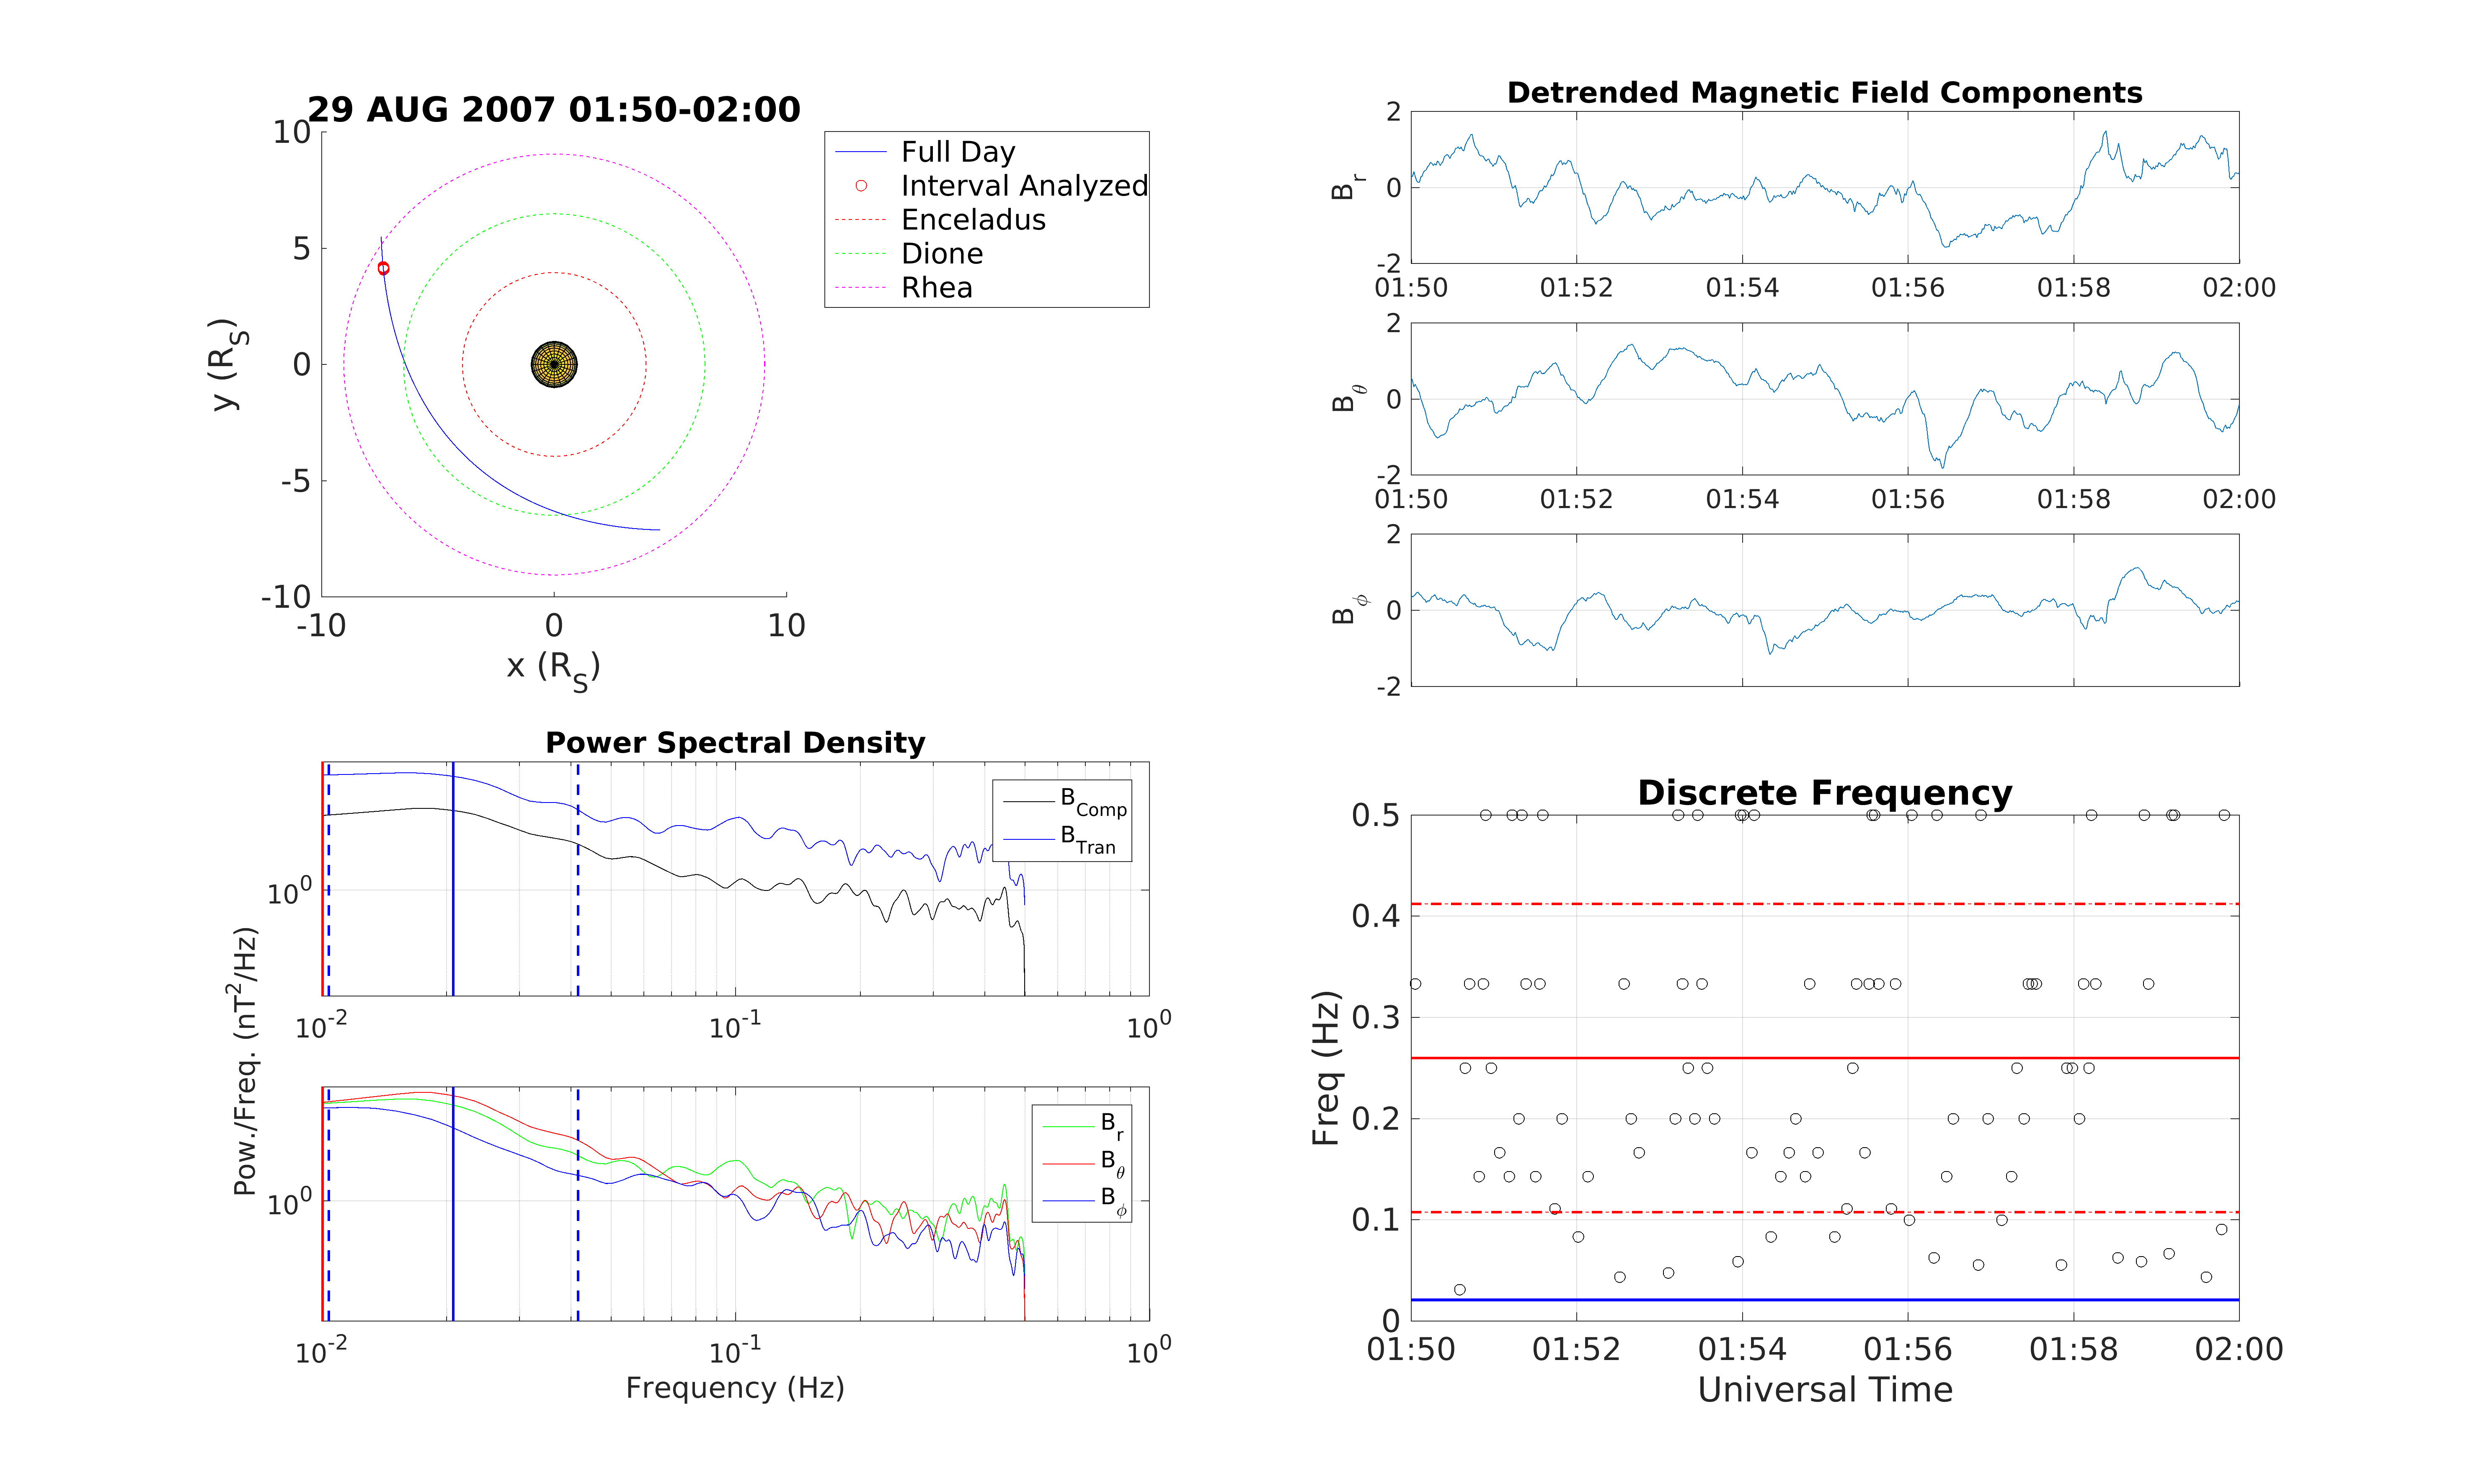 29 AUG 2007 01:50-02:00
10
5
0
-5
-10
-10 0 10
y (R_S)
x (R_S)
Full Day
Interval Analyzed
Enceladus
Dione
Rhea
Detrended Magnetic Field Components
B_r
2
0
-2
01:50 01:52 01:54 01:56 01:58 02:00
B_θ
2
0
-2
01:50 01:52 01:54 01:56 01:58 02:00
B_ϕ
2
0
-2
Power Spectral Density
B_Comp
B_Tran
10^0
10^-2 10^-1 10^0
Pow./Freq. (nT^2/Hz)
B_r
B_θ
B_ϕ
10^0
10^-2 10^-1 10^0
Frequency (Hz)
Discrete Frequency
0.5
0.4
0.3
0.2
0.1
0
Freq (Hz)
01:50 01:52 01:54 01:56 01:58 02:00
Universal Time